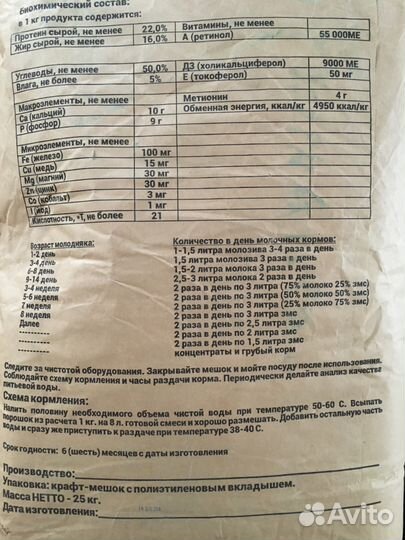 Биохимический состав:
в 1 кг продукта содержится:
Протеин сырой, не менее 22,0%
Жир сырой, не менее 16,0%
Витамины, не менее
А (ретинол) 55 000МЕ
Углеводы, не менее 50,0%
Влага, не более 5%
Д3 (холикальциферол) 9000 МЕ
Е (токоферол) 50 мг
Макроэлементы, не менее
Са (кальций) 10 г
Р (фосфор) 9 г
Метионин 4 г
Обменная энергия, ккал/кг 4950 ккал/кг
Микроэлементы, не менее
Fe (железо) 100 мг
Cu (медь) 15 мг
Mg (магний) 30 мг
Zn (цинк) 30 мг
Co (кобальт) 3 мг
I (йод) 1 мг
Кислотность, °Т, не более 21
Возраст молодняка: Количество в день молочных кормов:
1-2 день 1-1,5 литра молозива 3-4 раза в день
3-4 день 1,5 литра молозива 3 раза в день
6-8 день 1,5-2 литра молока 3 раза в день
9-14 день 2,5-3 литра молока 2 раза в день
3-4 неделя 2 раза в день по 3 литра (75% молоко 25% змс)
5-6 неделя 2 раза в день по 3 литра (50% молоко 50% змс)
7 неделя 2 раза в день по 3 литра (25% молоко 75% змс)
8 неделя 2 раза в день по 3 литра змс
Далее 2 раза в день по 2,5 литра змс
---------- 2 раза в день по 2 литра змс
---------- 2 раза в день по 1,5 литра змс
---------- концентраты и грубый корм
Следите за чистотой оборудования. Закрывайте мешок и мойте посуду после использования.
Соблюдайте схему кормления и часы раздачи корма. Периодически делайте анализ качества
питьевой воды.
Схема кормления:
Налить половину необходимого объема чистой воды при температуре 50-60 С. Всыпать
порошок из расчета 1 кг. на 8 л. готовой смеси и хорошо размешать. Добавить остальную часть
воды и сразу же приступить к раздаче при температуре 38-40 С.
Срок годности: 6 (шесть) месяцев с даты изготовления
Производство:
Упаковка: крафт-мешок с полиэтиленовым вкладышем.
Масса НЕТТО - 25 кг.
Дата изготовления:
Avito